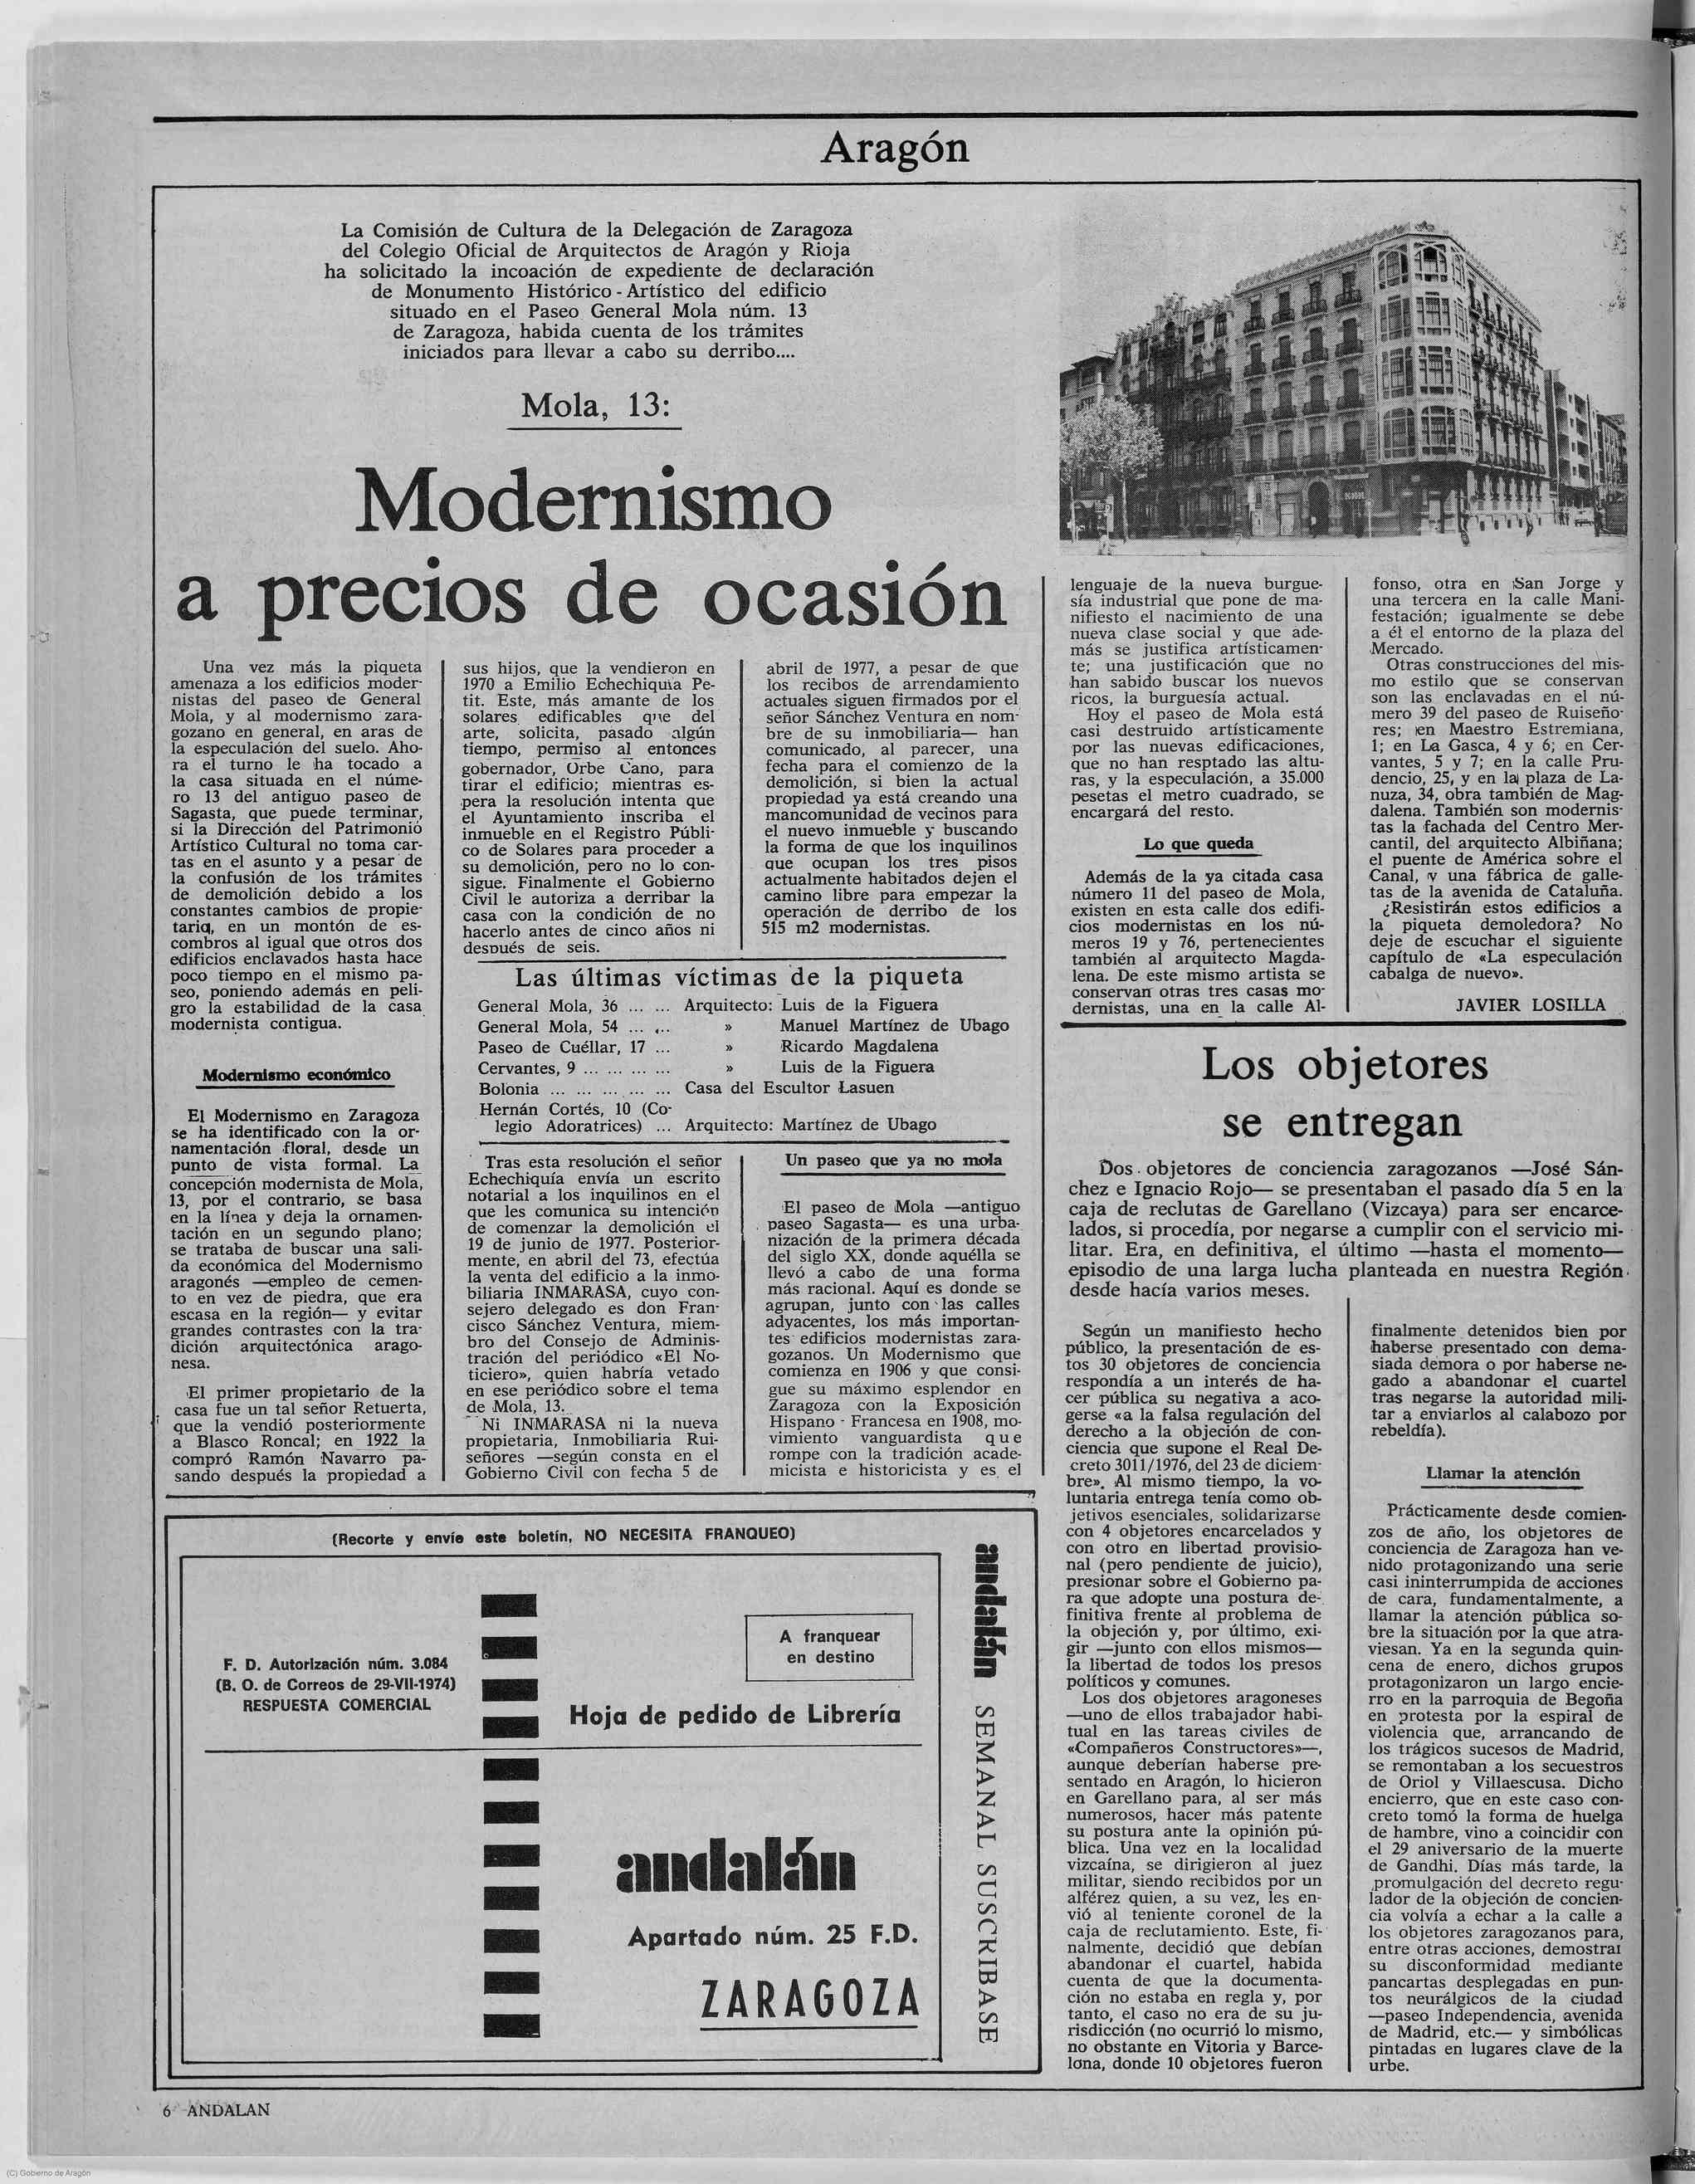 Aragón
La Comisión de Cultura de la Delegación de Zaragoza
del Colegio Oficial de Arquitectos de Aragón y Rioja
ha solicitado la incoación de expediente de declaración
de Monumento Histórico - Artístico del edificio
situado en el Paseo General Mola núm. 13
de Zaragoza, habida cuenta de los trámites
iniciados para llevar a cabo su derribo....
Mola, 13:
Modernismo
a precios de ocasión
Una vez más la piqueta
amenaza a los edificios moder-
nistas del paseo de General
Mola, y al modernismo zara-
gozano en general, en aras de
la especulación del suelo. Aho-
ra el turno le ha tocado a
la casa situada en el núme-
ro 13 del antiguo paseo de
Sagasta, que puede terminar,
si la Dirección del Patrimonio
Artístico Cultural no toma car-
tas en el asunto y a pesar de
la confusión de los trámites
de demolición debido a los
constantes cambios de propie-
tario, en un montón de es-
combros al igual que otros dos
edificios enclavados hasta hace
poco tiempo en el mismo pa-
seo, poniendo además en peli-
gro la estabilidad de la casa
modernista contigua.
Modernismo económico
El Modernismo en Zaragoza
se ha identificado con la or-
namentación floral, desde un
punto de vista formal. La
concepción modernista de Mola,
13, por el contrario, se basa
en la línea y deja la ornamen-
tación en un segundo plano;
se trataba de buscar una sali-
da económica del Modernismo
aragonés —empleo de cemen-
to en vez de piedra, que era
escasa en la región— y evitar
grandes contrastes con la tra-
dición arquitectónica arago-
nesa.
El primer propietario de la
casa fue un tal señor Retuerta,
que la vendió posteriormente
a Blasco Roncal; en 1922 la
compró Ramón Navarro pa-
sando después la propiedad a
sus hijos, que la vendieron en
1970 a Emilio Echechiquía Pe-
tit. Este, más amante de los
solares edificables que del
arte, solicita, pasado algún
tiempo, permiso al entonces
gobernador, Orbe Cano, para
tirar el edificio; mientras es-
pera la resolución intenta que
el Ayuntamiento inscriba el
inmueble en el Registro Públi-
co de Solares para proceder a
su demolición, pero no lo con-
sigue. Finalmente el Gobierno
Civil le autoriza a derribar la
casa con la condición de no
hacerlo antes de cinco años ni
después de seis.
abril de 1977, a pesar de que
los recibos de arrendamiento
actuales siguen firmados por el
señor Sánchez Ventura en nom-
bre de su inmobiliaria— han
comunicado, al parecer, una
fecha para el comienzo de la
demolición, si bien la actual
propiedad ya está creando una
mancomunidad de vecinos para
el nuevo inmueble y buscando
la forma de que los inquilinos
que ocupan los tres pisos
actualmente habitados dejen el
camino libre para empezar la
operación de derribo de los
515 m2 modernistas.
Las últimas víctimas de la piqueta
General Mola, 36 ... ... Arquitecto: Luis de la Figuera
General Mola, 54 ... ... » Manuel Martínez de Ubago
Paseo de Cuéllar, 17 ... » Ricardo Magdalena
Cervantes, 9 ... ... ... ... » Luis de la Figuera
Bolonia ... ... ... ... ... Casa del Escultor Lasuen
Hernán Cortés, 10 (Co-
legio Adoratrices) ... Arquitecto: Martínez de Ubago
Tras esta resolución el señor
Echechiquía envía un escrito
notarial a los inquilinos en el
que les comunica su intención
de comenzar la demolición el
19 de junio de 1977. Posterior-
mente, en abril del 73, efectúa
la venta del edificio a la inmo-
biliaria INMARASA, cuyo con-
sejero delegado es don Fran-
cisco Sánchez Ventura, miem-
bro del Consejo de Adminis-
tración del periódico «El No-
ticiero», quien habría vetado
en ese periódico sobre el tema
de Mola, 13.
Ni INMARASA ni la nueva
propietaria, Inmobiliaria Rui-
señores —según consta en el
Gobierno Civil con fecha 5 de
Un paseo que ya no mola
El paseo de Mola —antiguo
paseo Sagasta— es una urba-
nización de la primera década
del siglo XX, donde aquélla se
llevó a cabo de una forma
más racional. Aquí es donde se
agrupan, junto con las calles
adyacentes, los más importan-
tes edificios modernistas zara-
gozanos. Un Modernismo que
comienza en 1906 y que consi-
gue su máximo esplendor en
Zaragoza con la Exposición
Hispano - Francesa en 1908, mo-
vimiento vanguardista que
rompe con la tradición acade-
micista e historicista y es el
lenguaje de la nueva burgue-
sía industrial que pone de ma-
nifiesto el nacimiento de una
nueva clase social y que ade-
más se justifica artísticamen-
te; una justificación que no
han sabido buscar los nuevos
ricos, la burguesía actual.
Hoy el paseo de Mola está
casi destruido artísticamente
por las nuevas edificaciones,
que no han resptado las altu-
ras, y la especulación, a 35.000
pesetas el metro cuadrado, se
encargará del resto.
Lo que queda
Además de la ya citada casa
número 11 del paseo de Mola,
existen en esta calle dos edifi-
cios modernistas en los nú-
meros 19 y 76, pertenecientes
también al arquitecto Magda-
lena. De este mismo artista se
conservan otras tres casas mo-
dernistas, una en la calle Al-
fonso, otra en San Jorge y
una tercera en la calle Mani-
festación; igualmente se debe
a él el entorno de la plaza del
Mercado.
Otras construcciones del mis-
mo estilo que se conservan
son las enclavadas en el nú-
mero 39 del paseo de Ruiseño-
res; en Maestro Estremiana,
1; en La Gasca, 4 y 6; en Cer-
vantes, 5 y 7; en la calle Pru-
dencio, 25, y en la plaza de La-
nuza, 34, obra también de Mag-
dalena. También son modernis-
tas la fachada del Centro Mer-
cantil, del arquitecto Albiñana;
el puente de América sobre el
Canal, y una fábrica de galle-
tas de la avenida de Cataluña.
¿Resistirán estos edificios a
la piqueta demoledora? No
deje de escuchar el siguiente
capítulo de «La especulación
cabalga de nuevo».
JAVIER LOSILLA
Los objetores
se entregan
Dos objetores de conciencia zaragozanos —José Sán-
chez e Ignacio Rojo— se presentaban el pasado día 5 en la
caja de reclutas de Garellano (Vizcaya) para ser encarce-
lados, si procedía, por negarse a cumplir con el servicio mi-
litar. Era, en definitiva, el último —hasta el momento—
episodio de una larga lucha planteada en nuestra Región
desde hacía varios meses.
Según un manifiesto hecho
público, la presentación de es-
tos 30 objetores de conciencia
respondía a un interés de ha-
cer pública su negativa a aco-
gerse «a la falsa regulación del
derecho a la objeción de con-
ciencia que supone el Real De-
creto 3011/1976, del 23 de diciem-
bre». Al mismo tiempo, la vo-
luntaria entrega tenía como ob-
jetivos esenciales, solidarizarse
con 4 objetores encarcelados y
con otro en libertad provisio-
nal (pero pendiente de juicio),
presionar sobre el Gobierno pa-
ra que adopte una postura de-
finitiva frente al problema de
la objeción y, por último, exi-
gir —junto con ellos mismos—
la libertad de todos los presos
políticos y comunes.
Los dos objetores aragoneses
—uno de ellos trabajador habi-
tual en las tareas civiles de
«Compañeros Constructores»—,
aunque deberían haberse pre-
sentado en Aragón, lo hicieron
en Garellano para, al ser más
numerosos, hacer más patente
su postura ante la opinión pú-
blica. Una vez en la localidad
vizcaína, se dirigieron al juez
militar, siendo recibidos por un
alférez quien, a su vez, les en-
vió al teniente coronel de la
caja de reclutamiento. Este, fi-
nalmente, decidió que debían
abandonar el cuartel, habida
cuenta de que la documenta-
ción no estaba en regla y, por
tanto, el caso no era de su ju-
risdicción (no ocurrió lo mismo,
no obstante en Vitoria y Barce-
lona, donde 10 objetores fueron
finalmente detenidos bien por
haberse presentado con dema-
siada demora o por haberse ne-
gado a abandonar el cuartel
tras negarse la autoridad mili-
tar a enviarlos al calabozo por
rebeldía).
Llamar la atención
Prácticamente desde comien-
zos de año, los objetores de
conciencia de Zaragoza han ve-
nido protagonizando una serie
casi ininterrumpida de acciones
de cara, fundamentalmente, a
llamar la atención pública so-
bre la situación por la que atra-
viesan. Ya en la segunda quin-
cena de enero, dichos grupos
protagonizaron un largo encie-
rro en la parroquia de Begoña
en protesta por la espiral de
violencia que, arrancando de
los trágicos sucesos de Madrid,
se remontaban a los secuestros
de Oriol y Villaescusa. Dicho
encierro, que en este caso con-
creto tomó la forma de huelga
de hambre, vino a coincidir con
el 29 aniversario de la muerte
de Gandhi. Días más tarde, la
promulgación del decreto regu-
lador de la objeción de concien-
cia volvía a echar a la calle a
los objetores zaragozanos para,
entre otras acciones, demostrar
su disconformidad mediante
pancartas desplegadas en pun-
tos neurálgicos de la ciudad
—paseo Independencia, avenida
de Madrid, etc.— y simbólicas
pintadas en lugares clave de la
urbe.
(Recorte y envíe este boletín, NO NECESITA FRANQUEO)
F. D. Autorización núm. 3.084
(B. O. de Correos de 29-VII-1974)
RESPUESTA COMERCIAL
A franquear
en destino
Hoja de pedido de Librería
andalán
Apartado núm. 25 F.D.
ZARAGOZA
andalán SEMANAL SUSCRIBASE
6 ANDALAN
(C) Gobierno de Aragón